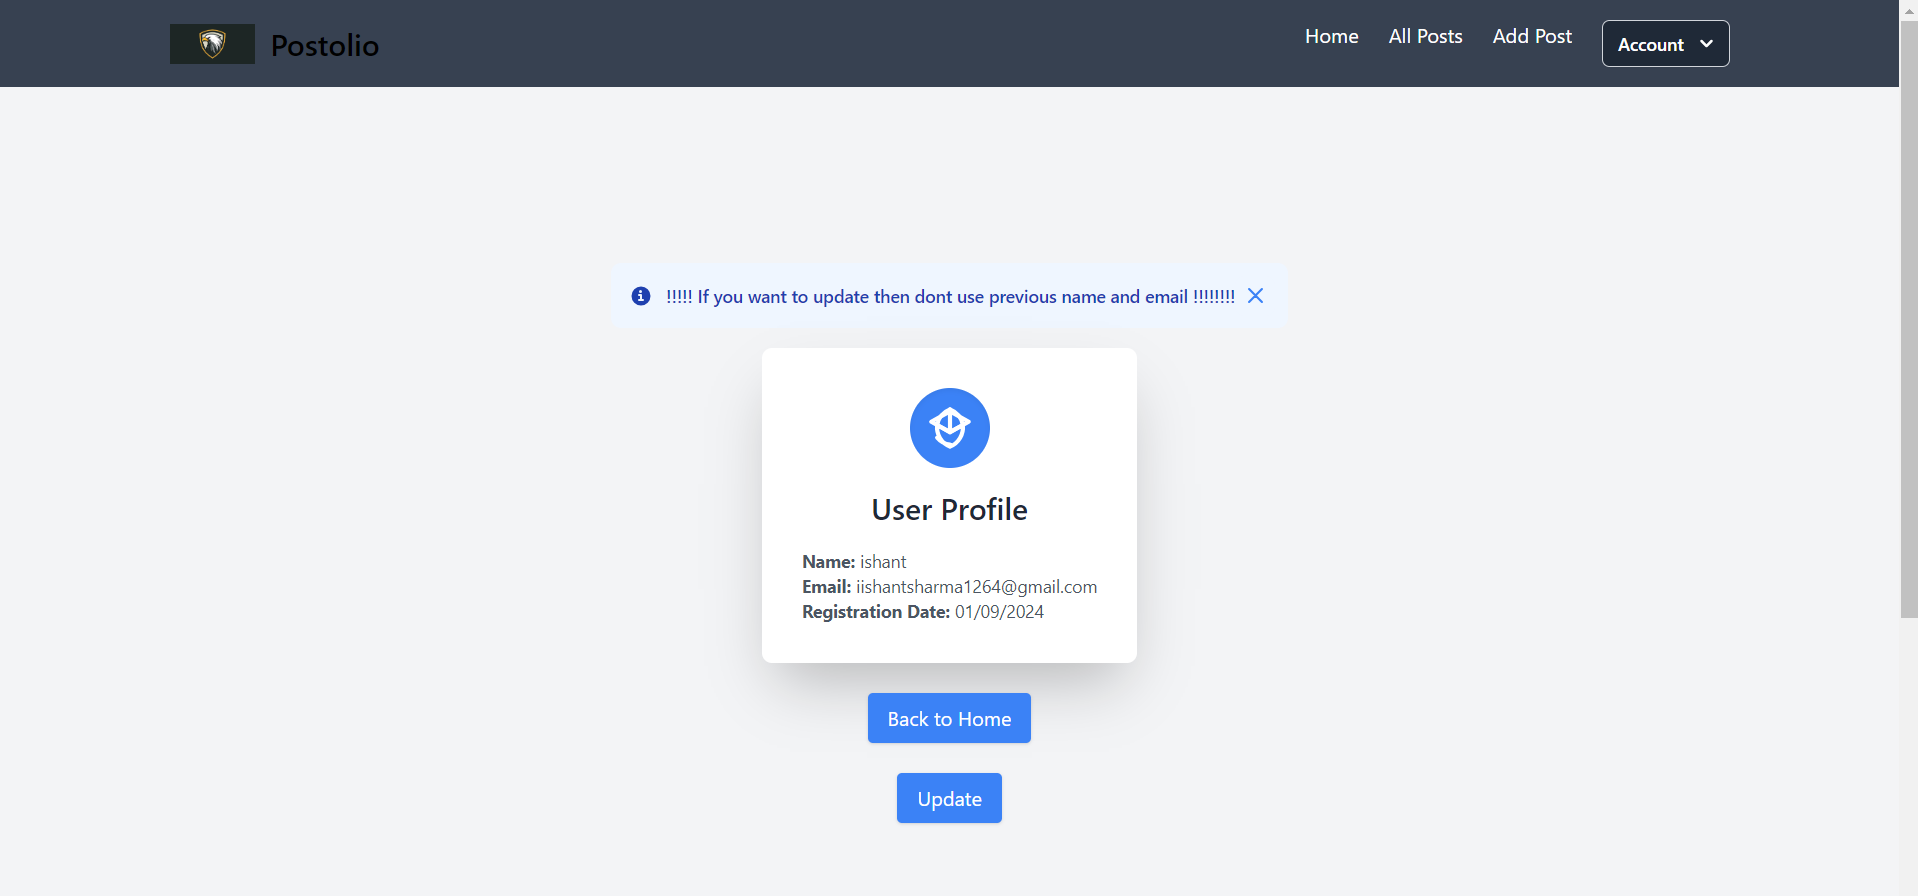 Postolio
Home All Posts Add Post Account
!!!!! If you want to update then dont use previous name and email !!!!!!!!
User Profile
Name: ishant
Email: iishantsharma1264@gmail.com
Registration Date: 01/09/2024
Back to Home
Update